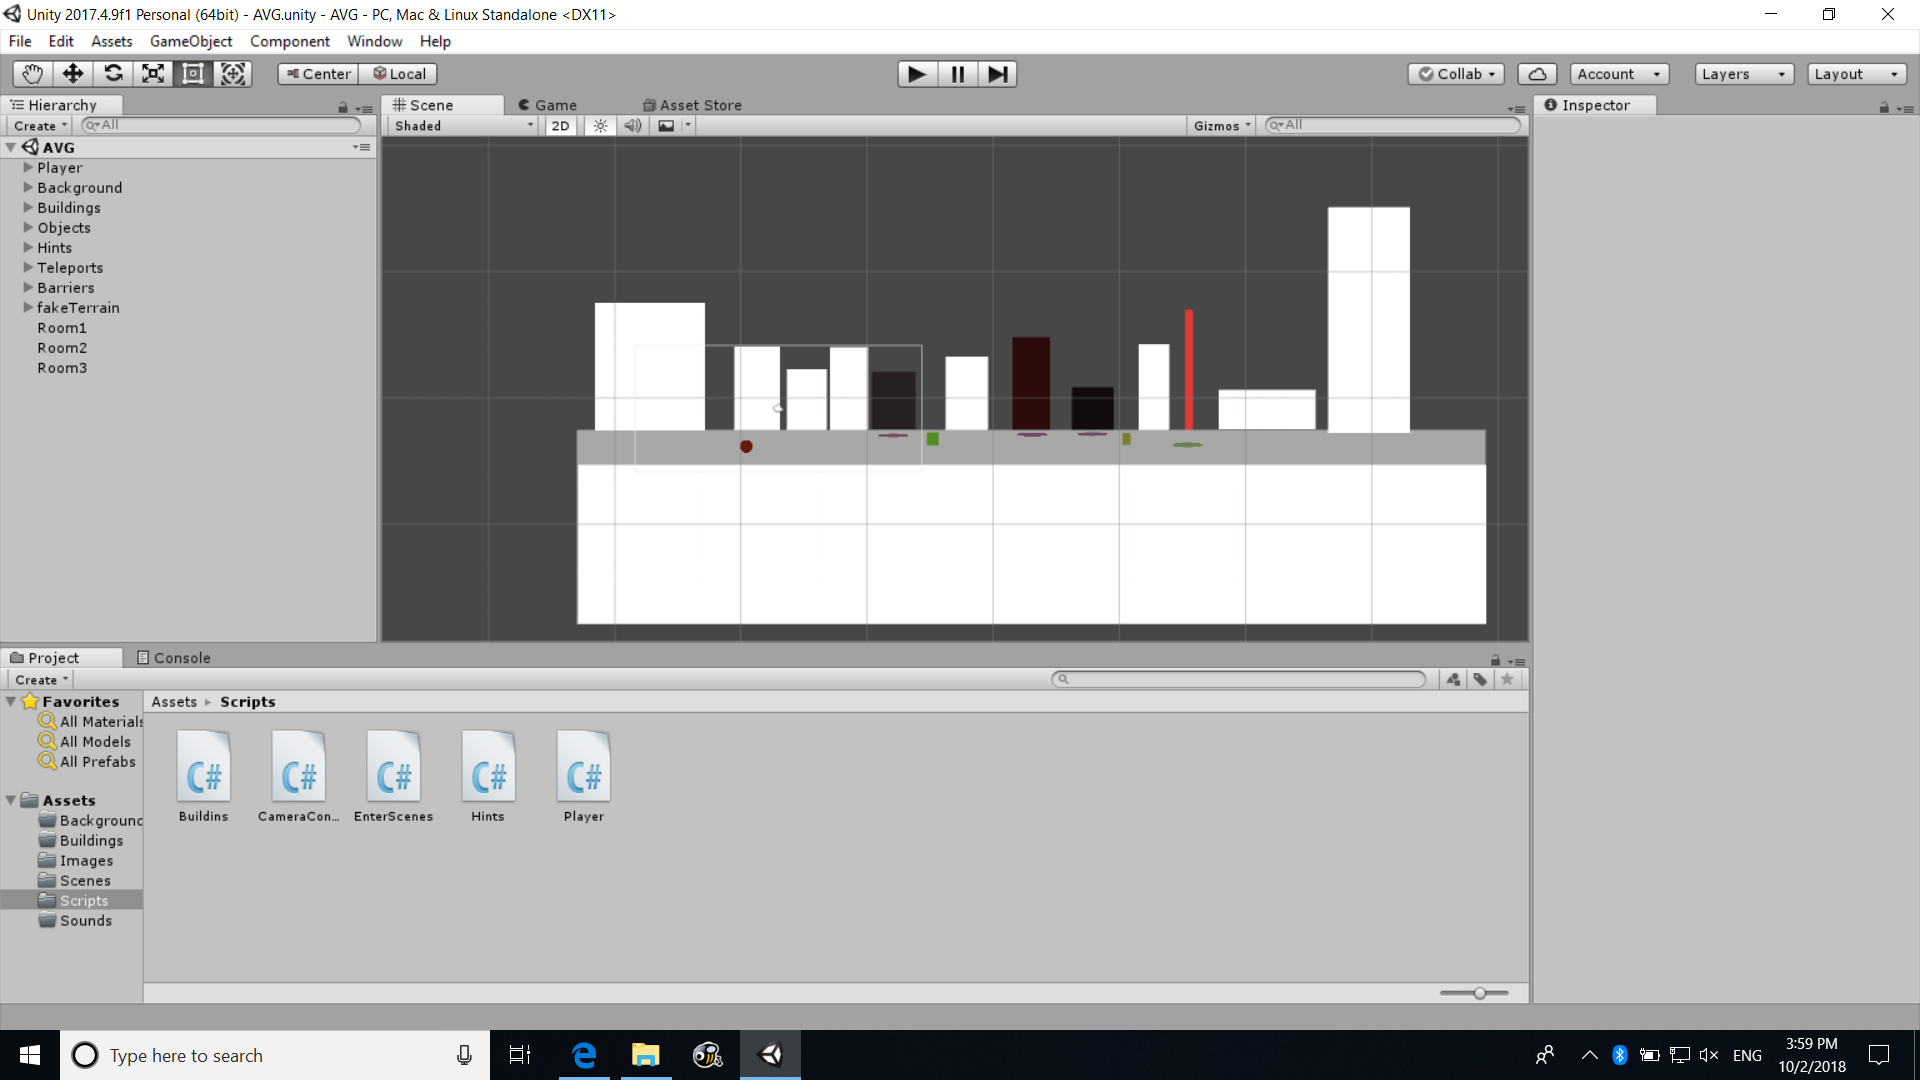 Unity 2017.4.9f1 Personal (64bit) - AVG.unity - AVG - PC, Mac & Linux Standalone <DX11>
File Edit Assets GameObject Component Window Help
Center Local Collab Account Layers Layout
Hierarchy
Create All
AVG
Player
Background
Buildings
Objects
Hints
Teleports
Barriers
fakeTerrain
Room1
Room2
Room3
Scene Game Asset Store
Shaded 2D Gizmos All
Inspector
Project Console
Create
Favorites
All Materials
All Models
All Prefabs
Assets
Background
Buildings
Images
Scenes
Scripts
Sounds
Assets Scripts
C# C# C# C# C#
Buildins CameraCon... EnterScenes Hints Player
Type here to search
ENG
3:59 PM
10/2/2018